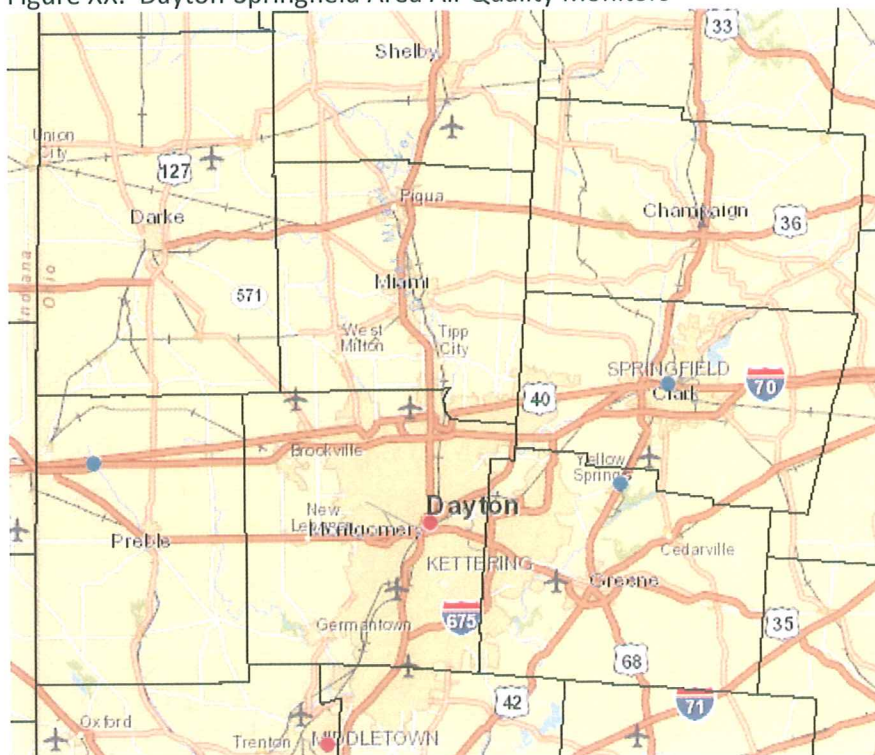 Figure XX. Dayton-Springfield Area Air Quality Monitors
33
Shelby
Union
City
127
Piqua
Darke
Champaign
36
Indiana
Ohio
571
Miami
West
Milton
Tipp
City
SPRINGFIELD
70
Clark
40
Brookville
Yellow
Springs
Dayton
New
Montgomery
Preble
Cedarville
KETTERING
Greene
Germantown
675
35
68
42
71
Oxford
Trenton
MIDDLETOWN